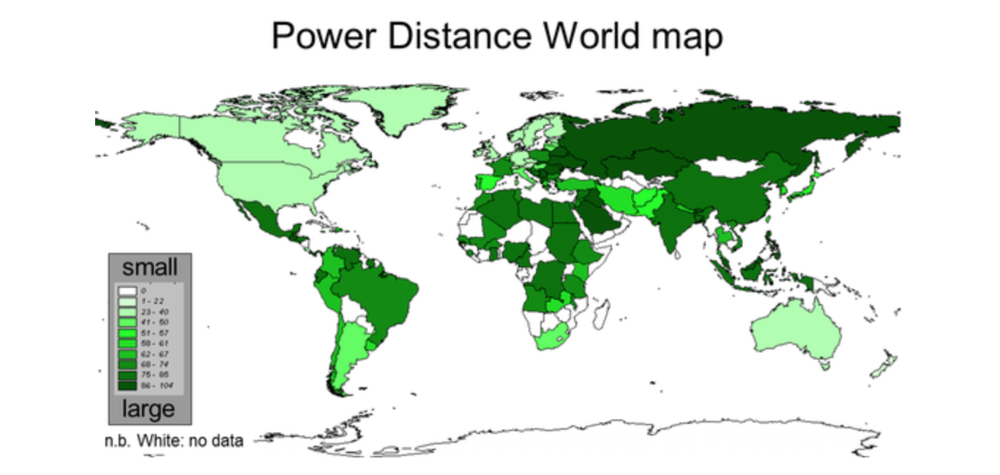 Power Distance World map
small
0
1 - 22
23 - 40
41 - 50
51 - 57
58 - 61
62 - 67
68 - 74
75 - 85
86 - 104
large
n.b. White: no data